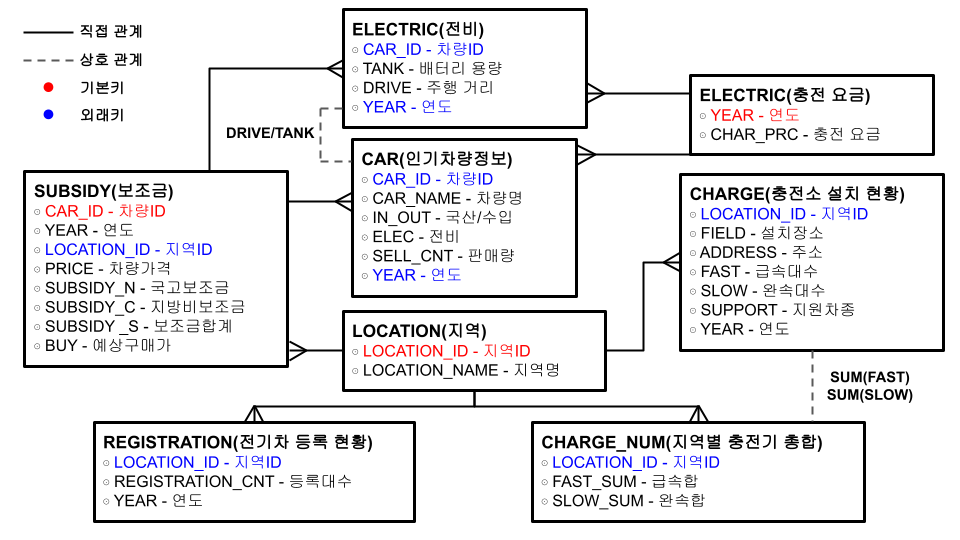 직접 관계
상호 관계
기본키
외래키
ELECTRIC(전비)
CAR_ID - 차량ID
TANK - 배터리 용량
DRIVE - 주행 거리
YEAR - 연도
DRIVE/TANK
ELECTRIC(충전 요금)
YEAR - 연도
CHAR_PRC - 충전 요금
CAR(인기차량정보)
CAR_ID - 차량ID
CAR_NAME - 차량명
IN_OUT - 국산/수입
ELEC - 전비
SELL_CNT - 판매량
YEAR - 연도
SUBSIDY(보조금)
CAR_ID - 차량ID
YEAR - 연도
LOCATION_ID - 지역ID
PRICE - 차량가격
SUBSIDY_N - 국고보조금
SUBSIDY_C - 지방비보조금
SUBSIDY _S - 보조금합계
BUY - 예상구매가
CHARGE(충전소 설치 현황)
LOCATION_ID - 지역ID
FIELD - 설치장소
ADDRESS - 주소
FAST - 급속대수
SLOW - 완속대수
SUPPORT - 지원차종
YEAR - 연도
LOCATION(지역)
LOCATION_ID - 지역ID
LOCATION_NAME - 지역명
SUM(FAST)
SUM(SLOW)
REGISTRATION(전기차 등록 현황)
LOCATION_ID - 지역ID
REGISTRATION_CNT - 등록대수
YEAR - 연도
CHARGE_NUM(지역별 충전기 총합)
LOCATION_ID - 지역ID
FAST_SUM - 급속합
SLOW_SUM - 완속합